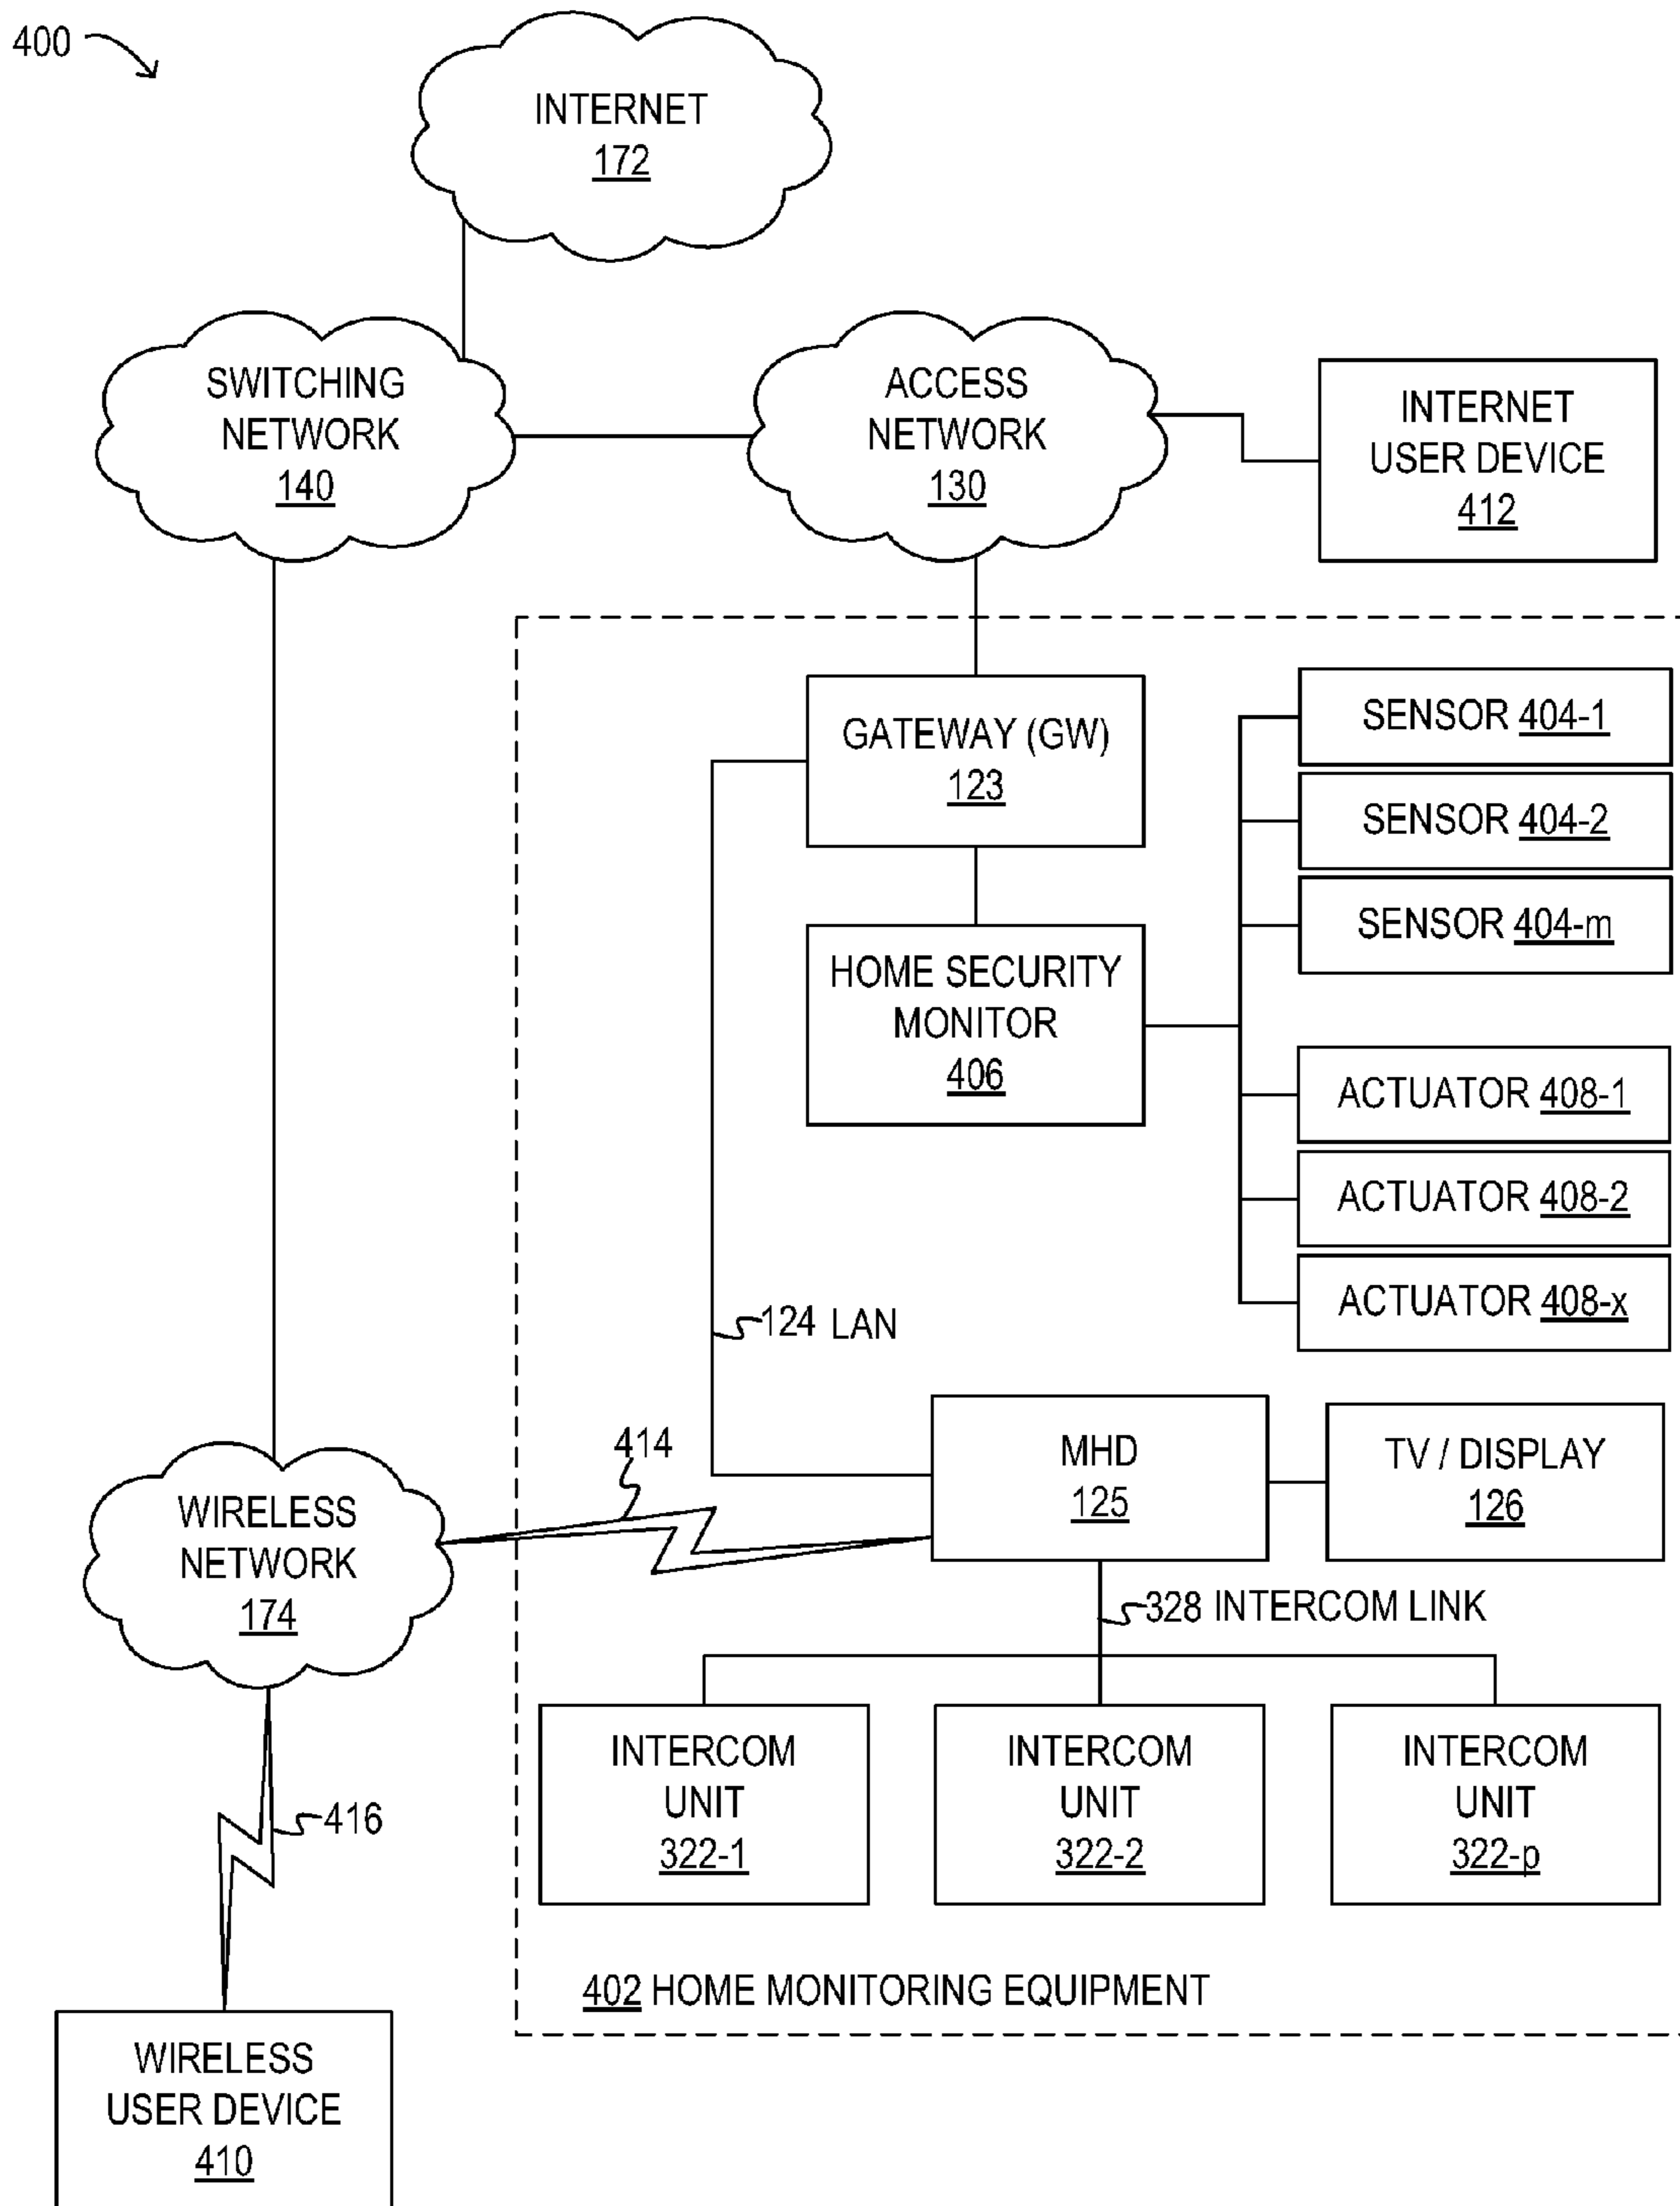 400
INTERNET
172
SWITCHING
NETWORK
140
ACCESS
NETWORK
130
INTERNET
USER DEVICE
412
GATEWAY (GW)
123
SENSOR 404-1
SENSOR 404-2
SENSOR 404-m
HOME SECURITY
MONITOR
406
ACTUATOR 408-1
ACTUATOR 408-2
ACTUATOR 408-x
124 LAN
414
MHD
125
TV / DISPLAY
126
WIRELESS
NETWORK
174
328 INTERCOM LINK
INTERCOM
UNIT
322-1
INTERCOM
UNIT
322-2
INTERCOM
UNIT
322-p
416
402 HOME MONITORING EQUIPMENT
WIRELESS
USER DEVICE
410